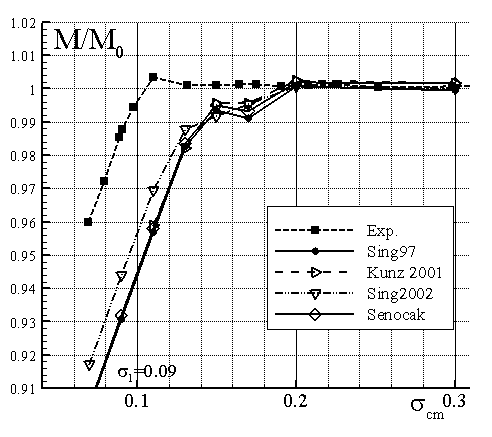 1.02
M/M0
1.01
1
0.99
0.98
0.97
0.96
0.95
0.94
0.93
0.92
0.91
Exp.
Sing97
Kunz 2001
Sing2002
Senocak
σ1=0.09
0.1
0.2
σcm
0.3